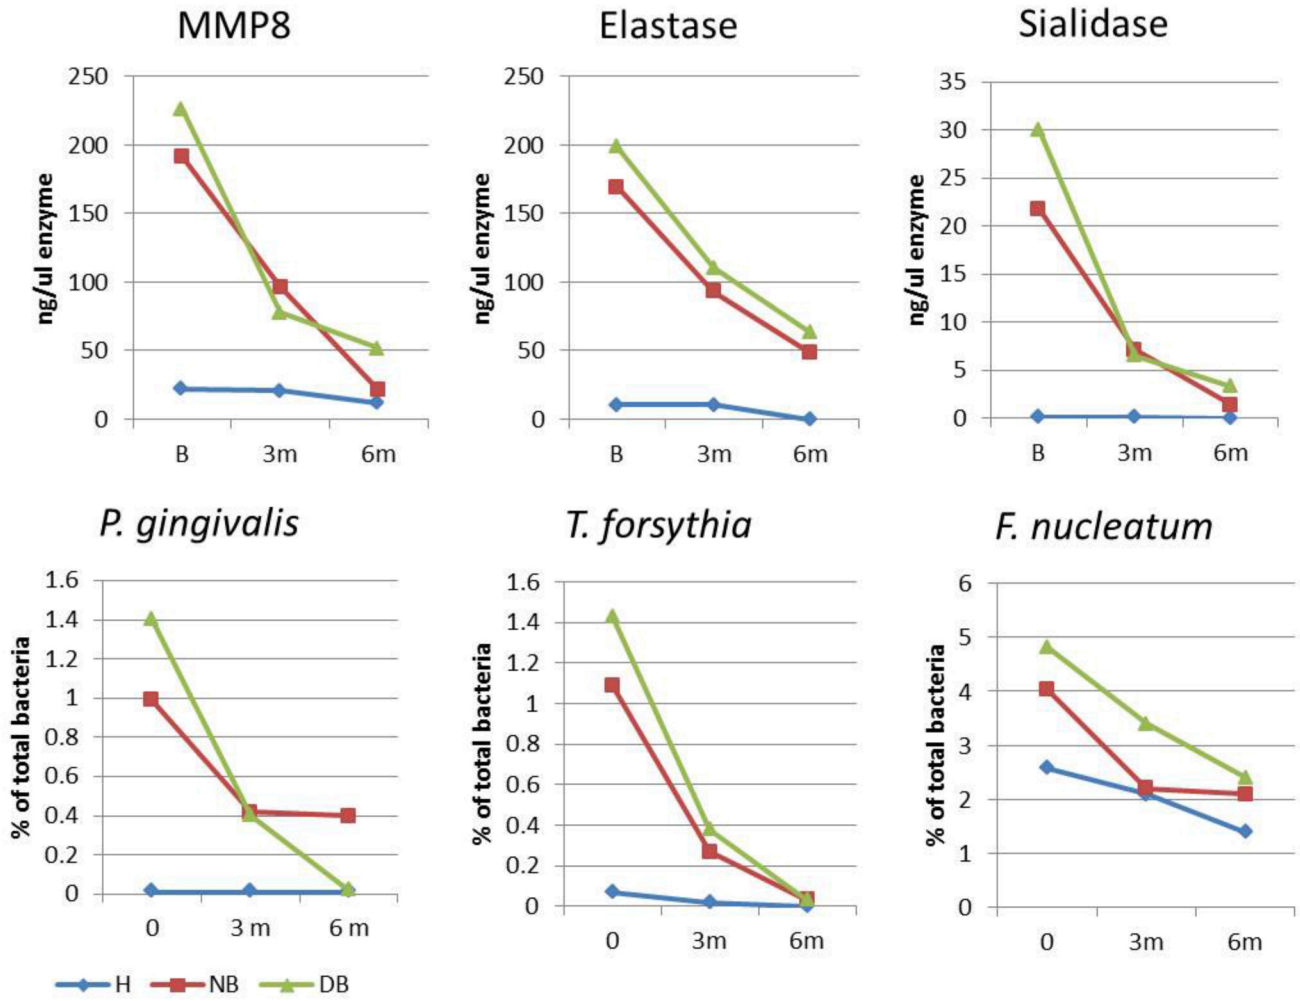 MMP8
Elastase
Sialidase
ng/ul enzyme
250
200
150
100
50
0
B
3m
6m
ng/ul enzyme
250
200
150
100
50
0
B
3m
6m
ng/ul enzyme
35
30
25
20
15
10
5
0
B
3m
6m
P. gingivalis
T. forsythia
F. nucleatum
% of total bacteria
1.6
1.4
1.2
1
0.8
0.6
0.4
0.2
0
0
3 m
6 m
% of total bacteria
1.6
1.4
1.2
1
0.8
0.6
0.4
0.2
0
0
3m
6m
% of total bacteria
6
5
4
3
2
1
0
0
3m
6m
H NB DB